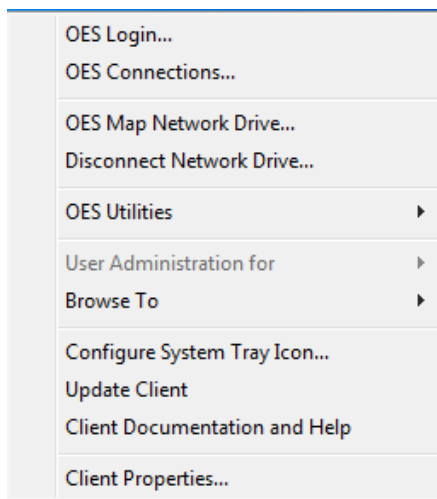 OES Login...
OES Connections...
OES Map Network Drive...
Disconnect Network Drive...
OES Utilities
User Administration for
Browse To
Configure System Tray Icon...
Update Client
Client Documentation and Help
Client Properties...